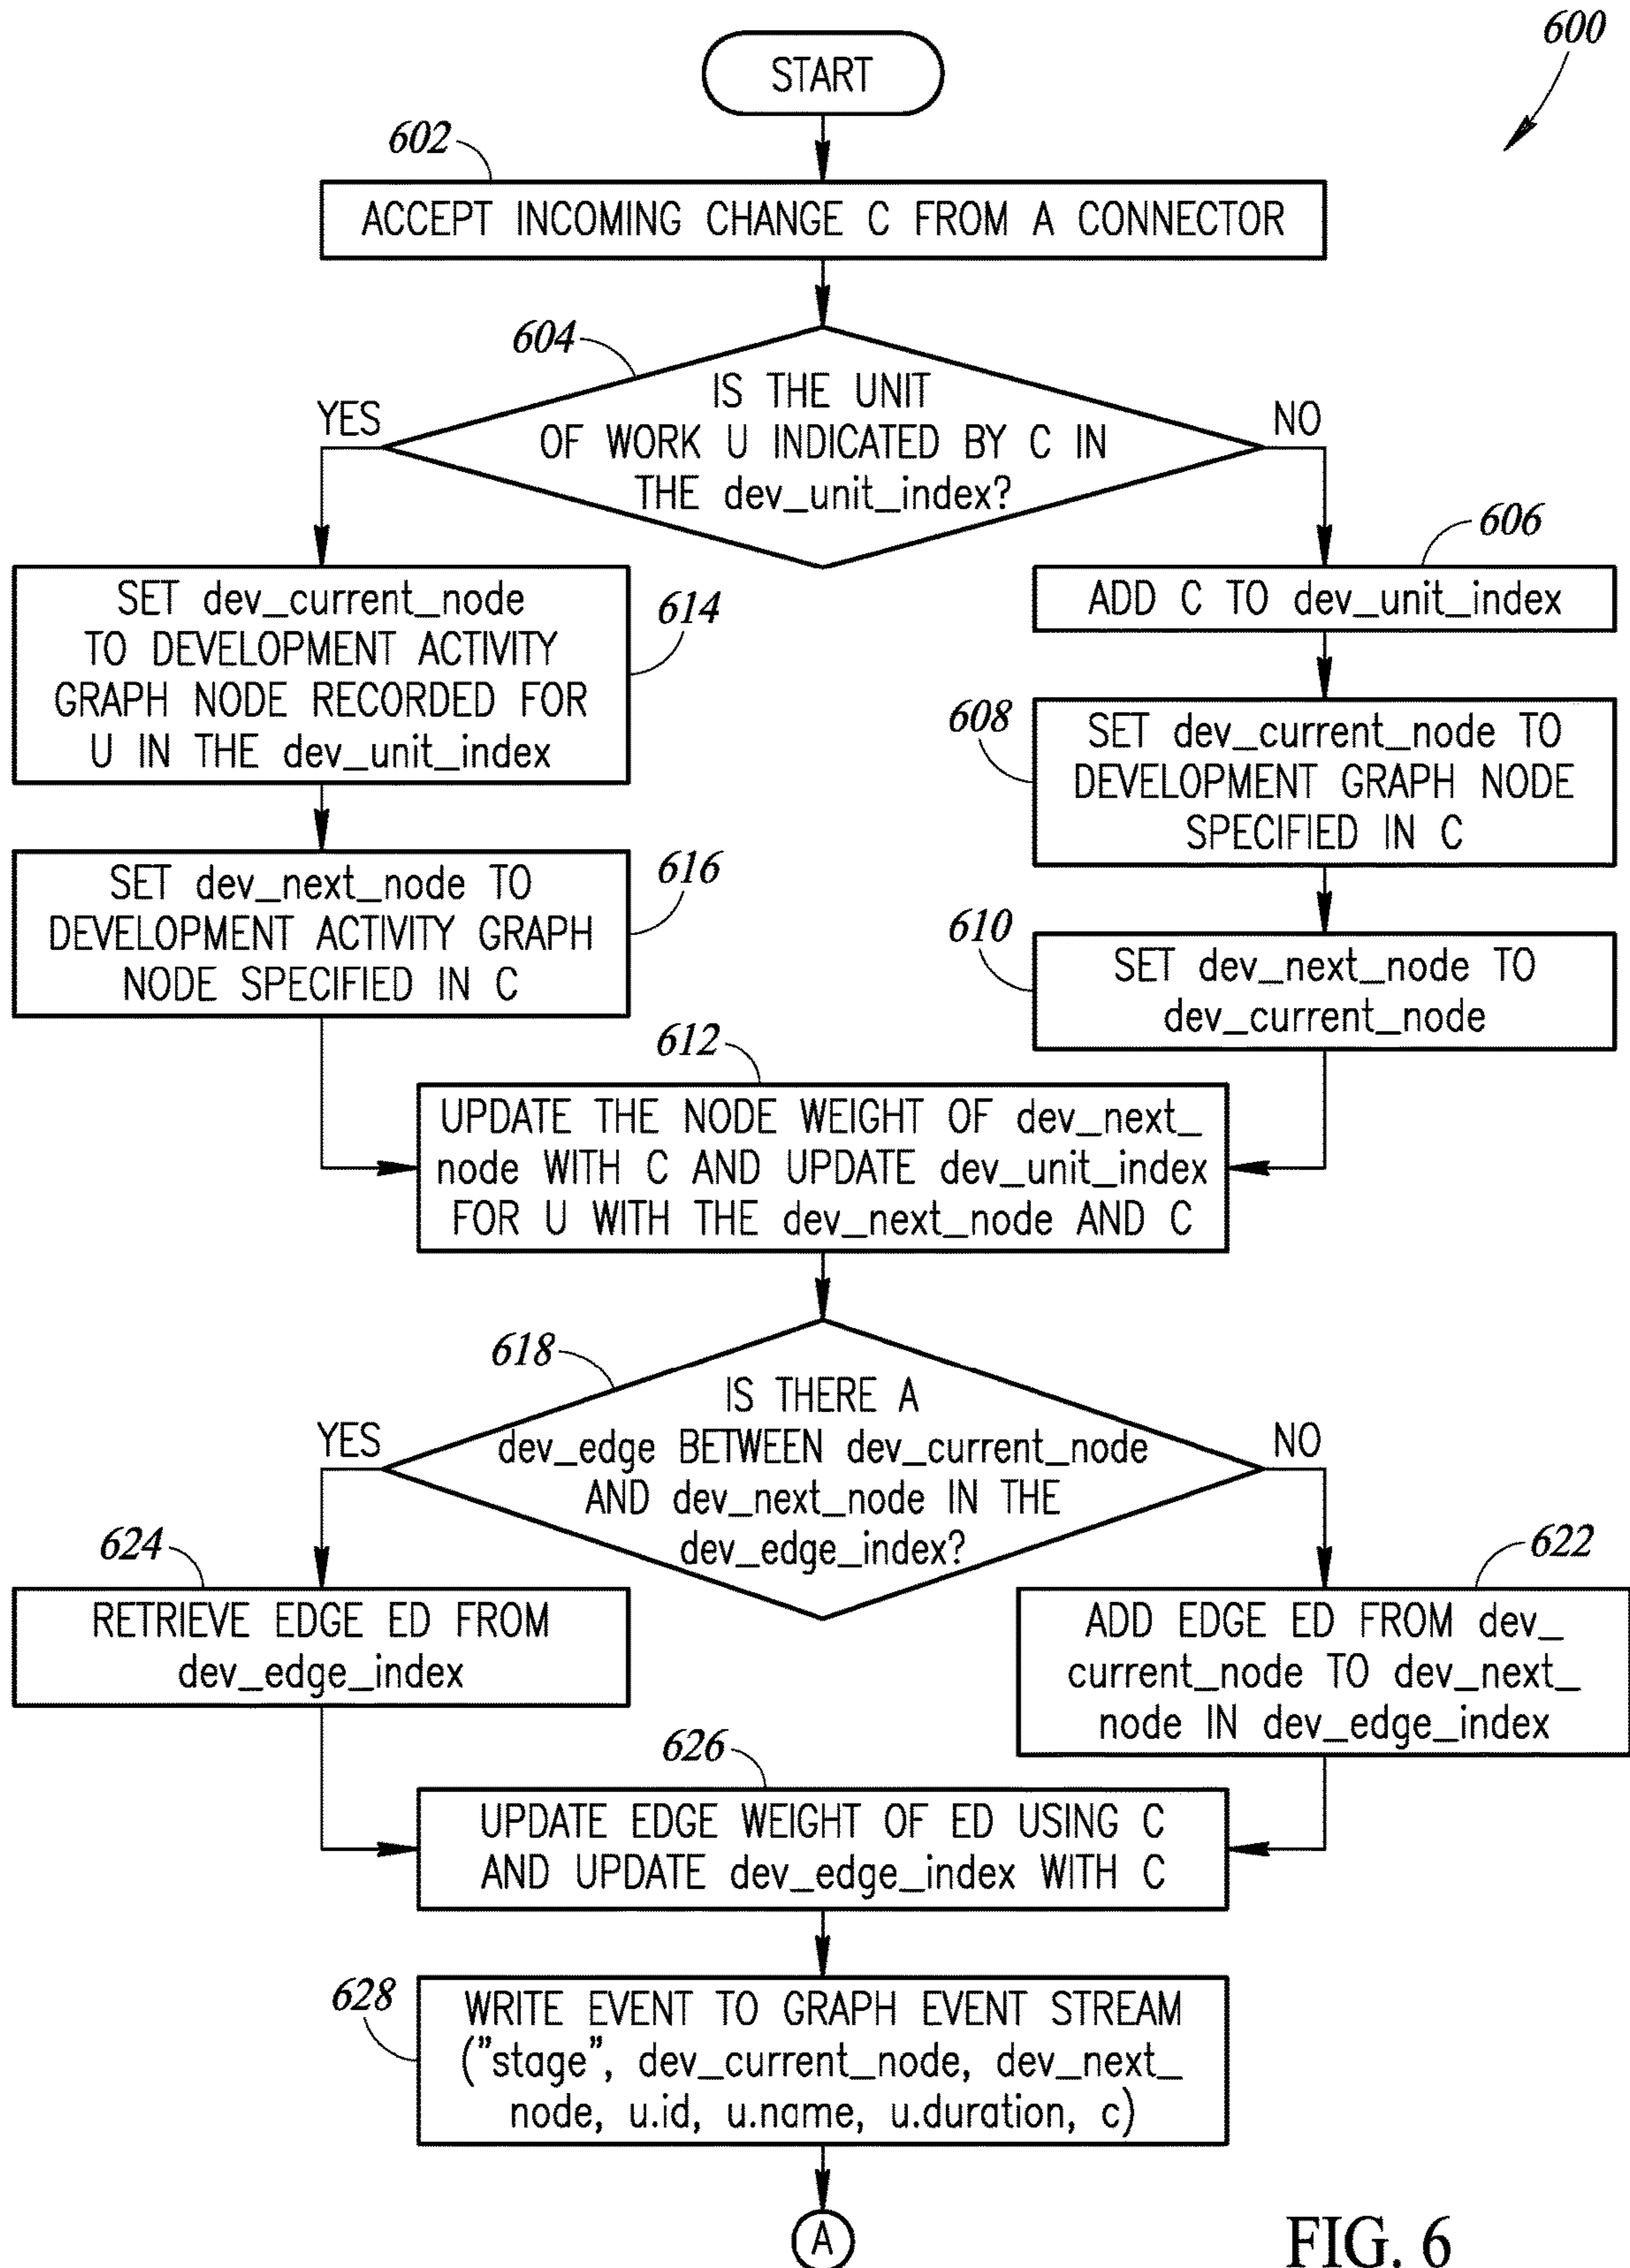 600
START
602
ACCEPT INCOMING CHANGE C FROM A CONNECTOR
604
IS THE UNIT
OF WORK U INDICATED BY C IN
THE dev_unit_index?
YES
NO
606
ADD C TO dev_unit_index
SET dev_current_node
TO DEVELOPMENT ACTIVITY
GRAPH NODE RECORDED FOR
U IN THE dev_unit_index
614
608
SET dev_current_node TO
DEVELOPMENT GRAPH NODE
SPECIFIED IN C
SET dev_next_node TO
DEVELOPMENT ACTIVITY GRAPH
NODE SPECIFIED IN C
616
610
SET dev_next_node TO
dev_current_node
612
UPDATE THE NODE WEIGHT OF dev_next_
node WITH C AND UPDATE dev_unit_index
FOR U WITH THE dev_next_node AND C
618
IS THERE A
dev_edge BETWEEN dev_current_node
AND dev_next_node IN THE
dev_edge_index?
YES
NO
624
RETRIEVE EDGE ED FROM
dev_edge_index
622
ADD EDGE ED FROM dev_
current_node TO dev_next_
node IN dev_edge_index
626
UPDATE EDGE WEIGHT OF ED USING C
AND UPDATE dev_edge_index WITH C
628
WRITE EVENT TO GRAPH EVENT STREAM
("stage", dev_current_node, dev_next_
node, u.id, u.name, u.duration, c)
A
FIG. 6